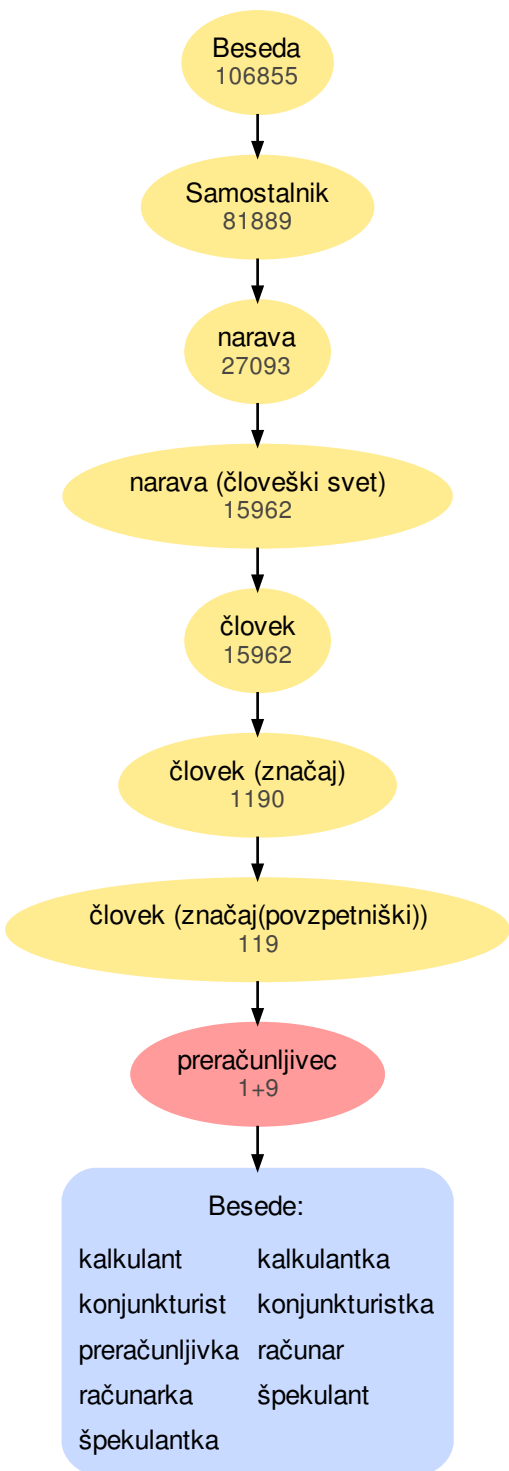 Beseda
106855
Samostalnik
81889
narava
27093
narava (človeški svet)
15962
človek
15962
človek (značaj)
1190
človek (značaj(povzpetniški))
119
preračunljivec
1+9
Besede:
kalkulant kalkulantka
konjunkturist konjunkturistka
preračunljivka računar
računarka špekulant
špekulantka